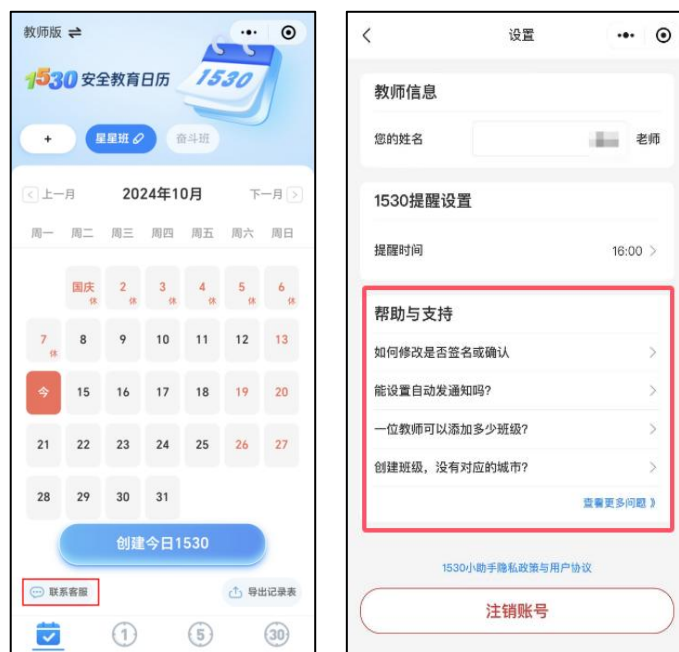 教师版
1530 安全教育日历
1530
+ 星星班 奋斗班
< 上一月 2024年10月 下一月 >
周一 周二 周三 周四 周五 周六 周日
国庆 休 2 休 3 休 4 休 5 休 6 休
7 休 8 9 10 11 12 13
今 15 16 17 18 19 20
21 22 23 24 25 26 27
28 29 30 31
创建今日1530
联系客服 导出记录表
1 5 30
设置
教师信息
您的姓名 老师
1530提醒设置
提醒时间 16:00 >
帮助与支持
如何修改是否签名或确认 >
能设置自动发通知吗? >
一位教师可以添加多少班级? >
创建班级，没有对应的城市? >
查看更多问题 》
1530小助手隐私政策与用户协议
注销账号